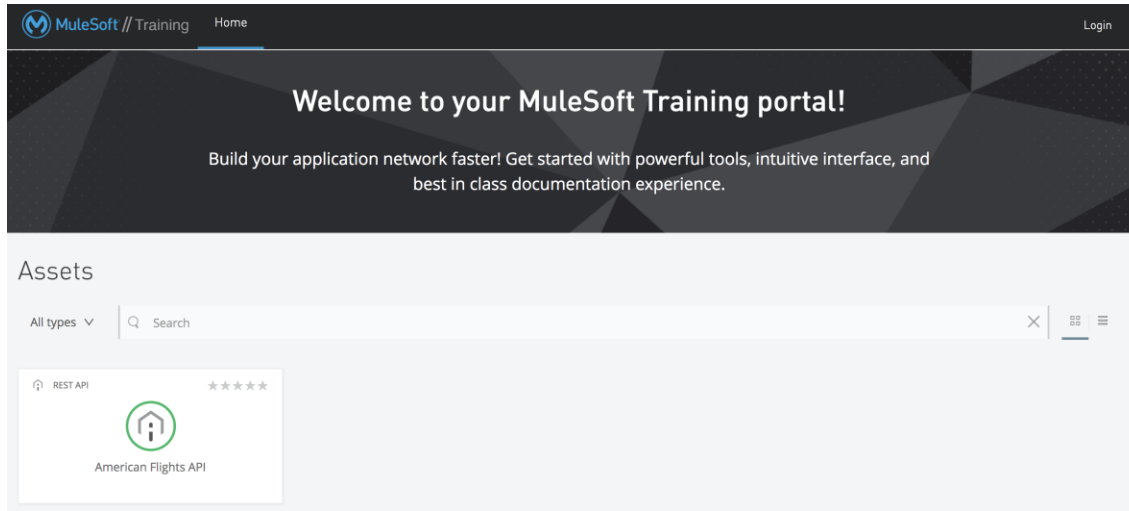 MuleSoft // Training Home Login
Welcome to your MuleSoft Training portal!
Build your application network faster! Get started with powerful tools, intuitive interface, and
best in class documentation experience.
Assets
All types Search
REST API
American Flights API